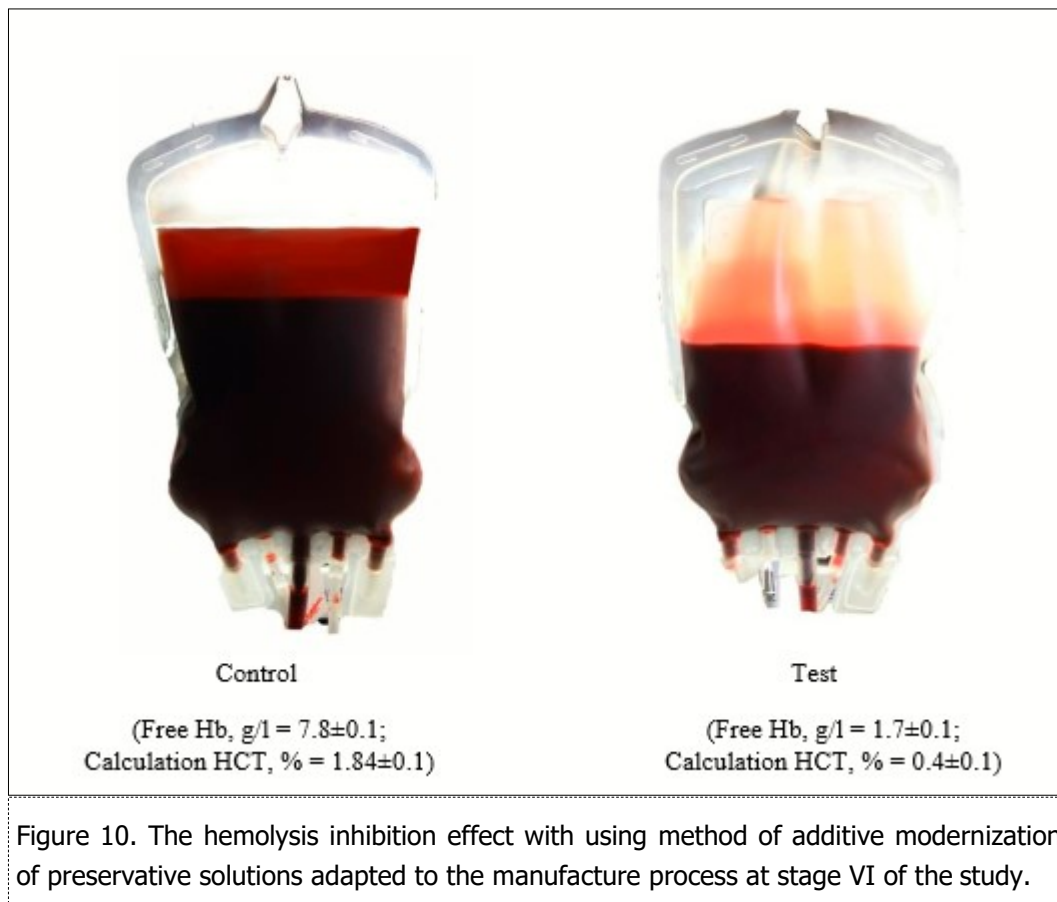 Control
(Free Hb, g/l = 7.8±0.1;
Calculation HCT, % = 1.84±0.1)
Test
(Free Hb, g/l = 1.7±0.1;
Calculation HCT, % = 0.4±0.1)
Figure 10. The hemolysis inhibition effect with using method of additive modernization
of preservative solutions adapted to the manufacture process at stage VI of the study.